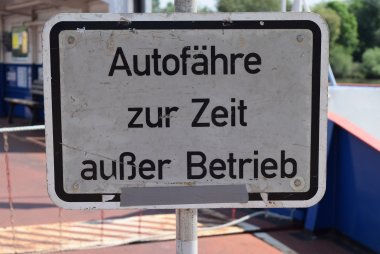 Autofähre
zur Zeit
außer Betrieb